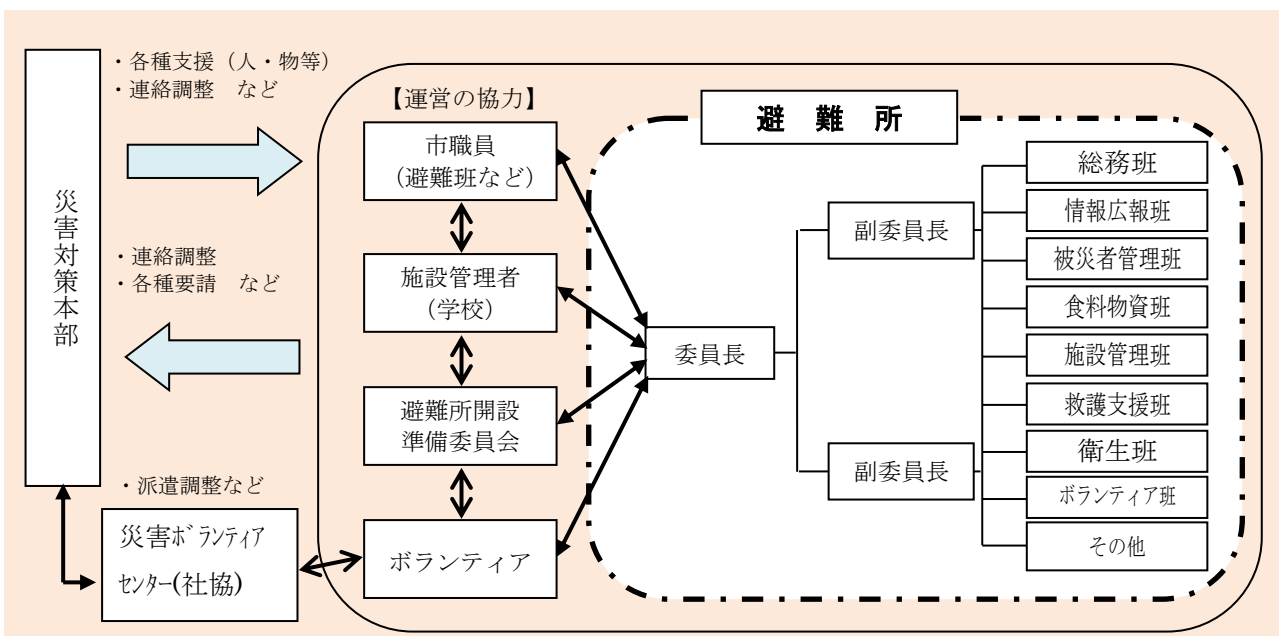 ・各種支援（人・物等）
・連絡調整　など
災害対策本部
・連絡調整
・各種要請　など
・派遣調整など
災害ﾎﾞﾗﾝﾃｨｱ
ｾﾝﾀｰ(社協)
【運営の協力】
市職員
（避難班など）
施設管理者
（学校）
避難所開設
準備委員会
ボランティア
避　難　所
委員長
副委員長
副委員長
総務班
情報広報班
被災者管理班
食料物資班
施設管理班
救護支援班
衛生班
ボランティア班
その他